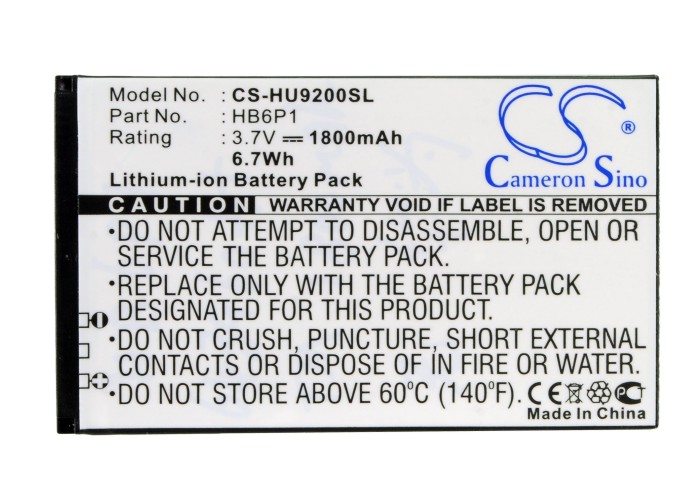 Model No. : CS-HU9200SL
Part No. : HB6P1
Rating : 3.7V ⎓ 1800mAh
6.7Wh
Lithium-ion Battery Pack
CS
®
Cameron Sino
CAUTION WARRANTY VOID IF LABEL IS REMOVED
•DO NOT ATTEMPT TO DISASSEMBLE, OPEN OR
SERVICE THE BATTERY PACK.
•REPLACE ONLY WITH THE BATTERY PACK
DESIGNATED FOR THIS PRODUCT.
•DO NOT CRUSH, PUNCTURE, SHORT EXTERNAL
CONTACTS OR DISPOSE OF IN FIRE OR WATER.
•DO NOT STORE ABOVE 60°C (140°F).
CE PCT
Made In China